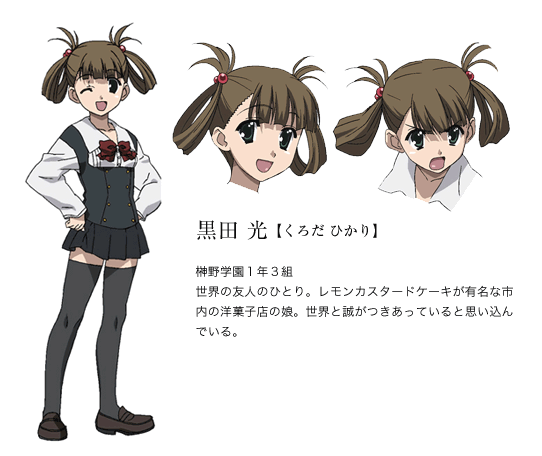 黒田 光【くろだ ひかり】
榊野学園１年３組
世界の友人のひとり。レモンカスタードケーキが有名な市
内の洋菓子店の娘。世界と誠がつきあっていると思い込ん
でいる。